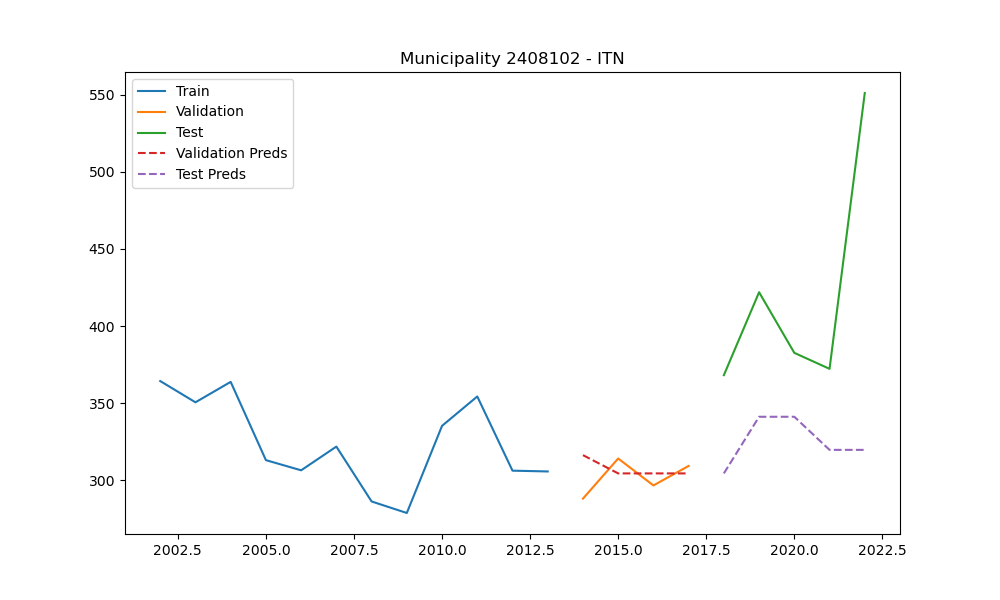 Municipality 2408102 - ITN
Train
Validation
Test
Validation Preds
Test Preds
550
500
450
400
350
300
2002.5 2005.0 2007.5 2010.0 2012.5 2015.0 2017.5 2020.0 2022.5